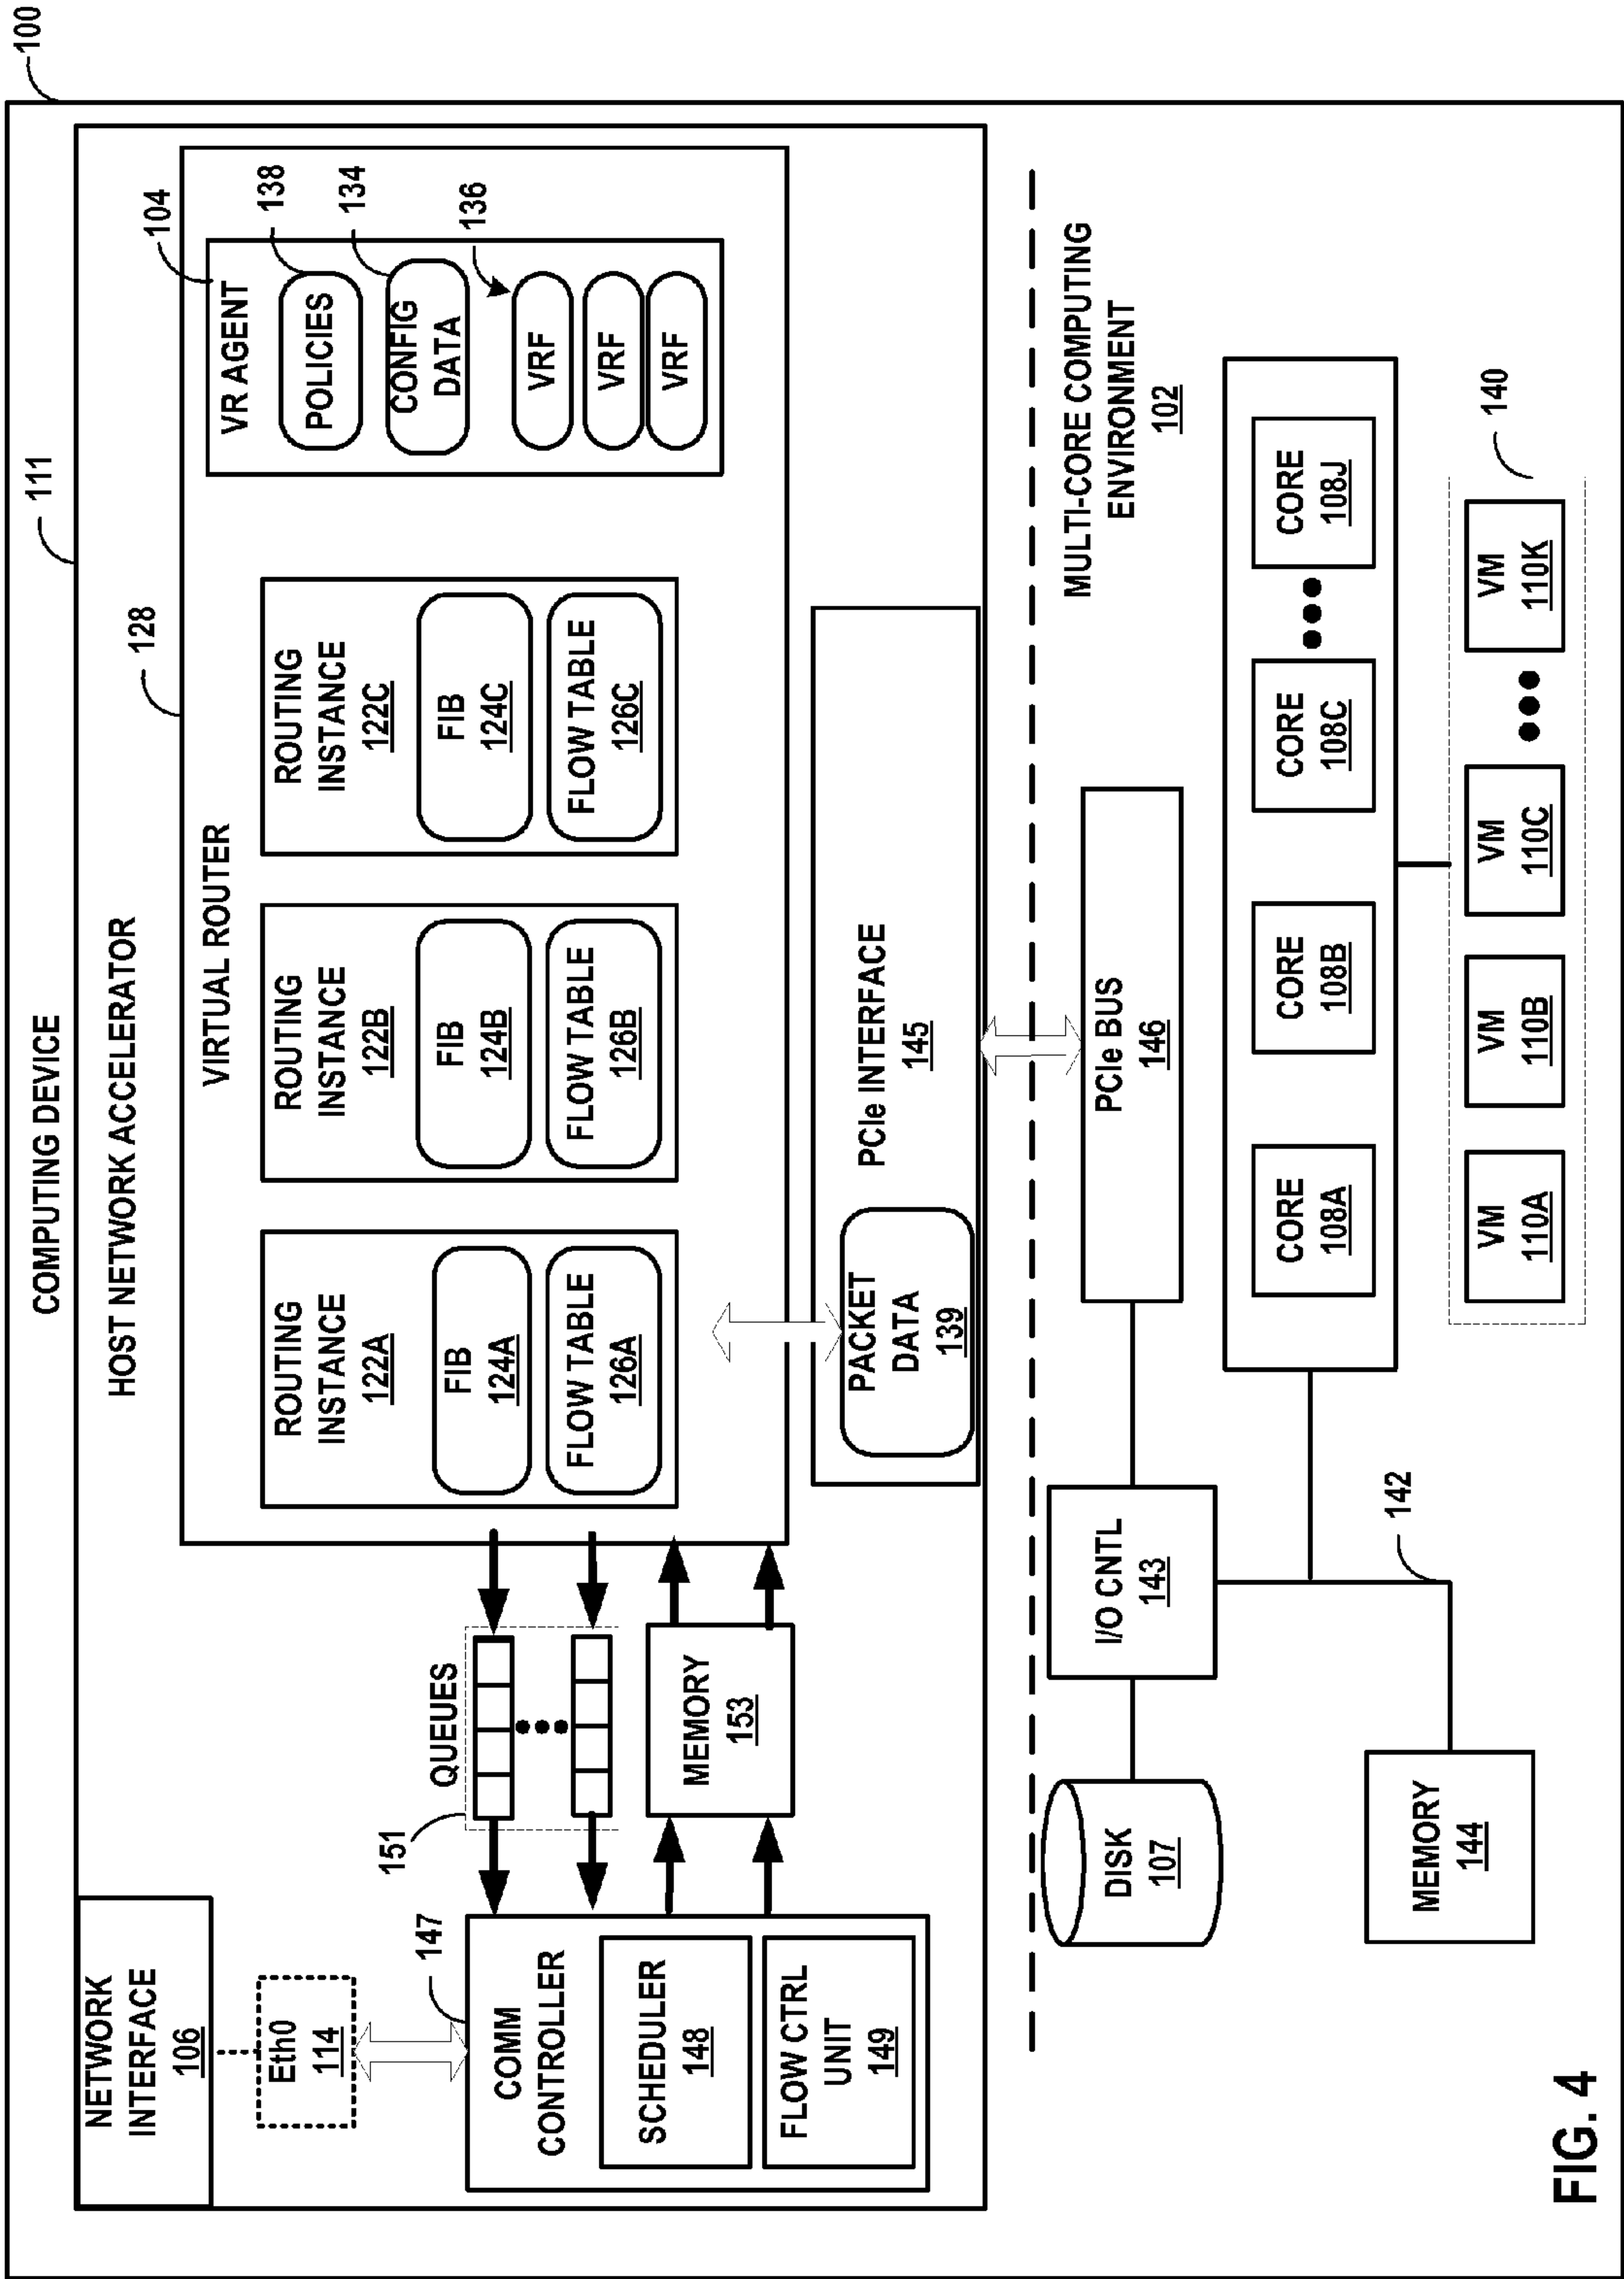 100
COMPUTING DEVICE
111
HOST NETWORK ACCELERATOR
NETWORK
INTERFACE
106
Eth0
114
147
COMM
CONTROLLER
SCHEDULER
148
FLOW CTRL
UNIT
149
151
QUEUES
MEMORY
153
128
VIRTUAL ROUTER
ROUTING
INSTANCE
122A
FIB
124A
FLOW TABLE
126A
ROUTING
INSTANCE
122B
FIB
124B
FLOW TABLE
126B
ROUTING
INSTANCE
122C
FIB
124C
FLOW TABLE
126C
104
VR AGENT
138
POLICIES
134
CONFIG
DATA
136
VRF
VRF
VRF
PACKET
DATA
139
PCIe INTERFACE
145
MULTI-CORE COMPUTING
ENVIRONMENT
102
PCIe BUS
146
I/O CNTL
143
DISK
107
142
MEMORY
144
CORE
108A
CORE
108B
CORE
108C
CORE
108J
140
VM
110A
VM
110B
VM
110C
VM
110K
FIG. 4